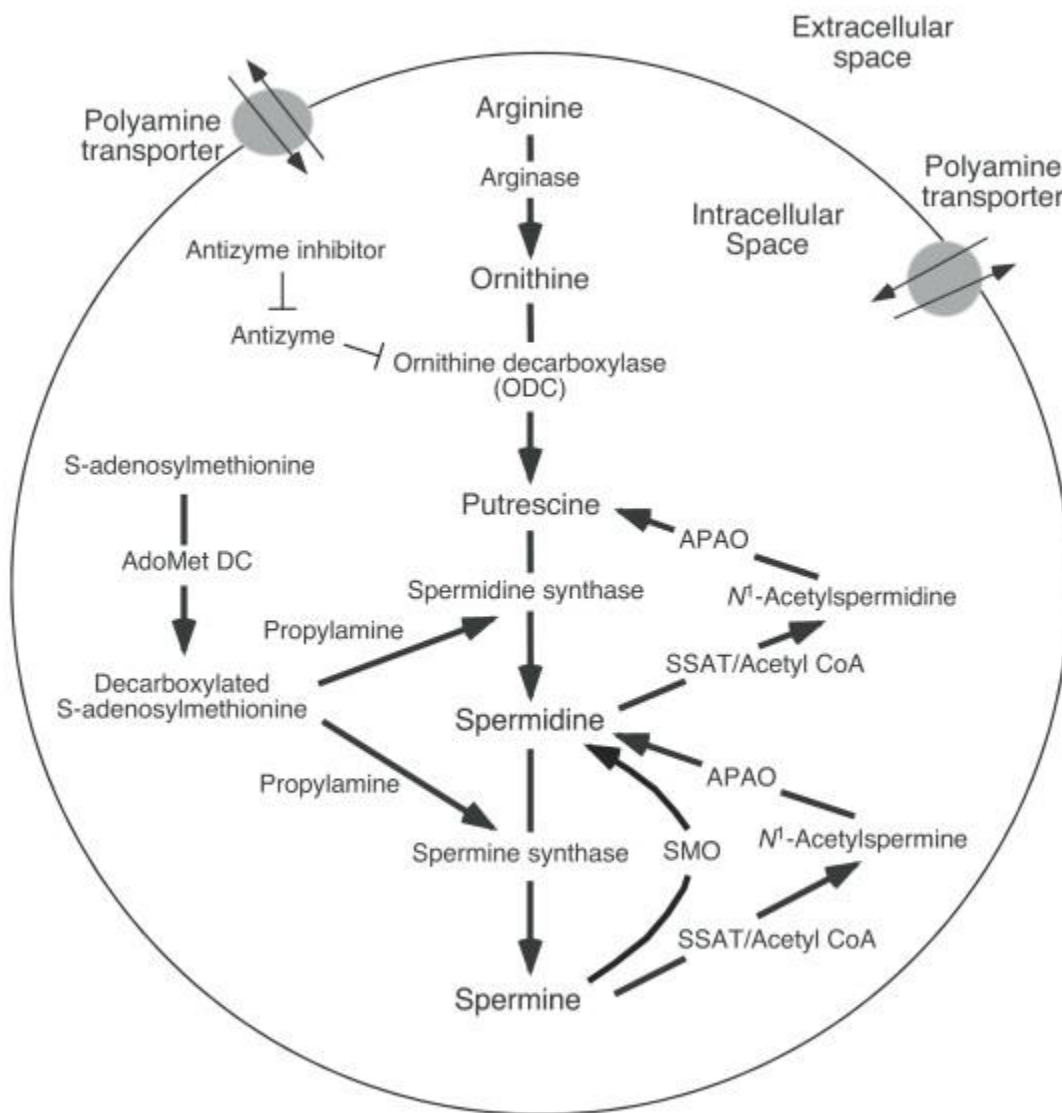 Extracellular
space
Polyamine
transporter
Arginine
Arginase
Polyamine
transporter
Intracellular
Space
Antizyme inhibitor
Ornithine
Antizyme
Ornithine decarboxylase
(ODC)
S-adenosylmethionine
Putrescine
APAO
AdoMet DC
Spermidine synthase
N¹-Acetylspermidine
Propylamine
SSAT/Acetyl CoA
Decarboxylated
S-adenosylmethionine
Spermidine
APAO
Propylamine
Spermine synthase
SMO
N¹-Acetylspermine
SSAT/Acetyl CoA
Spermine